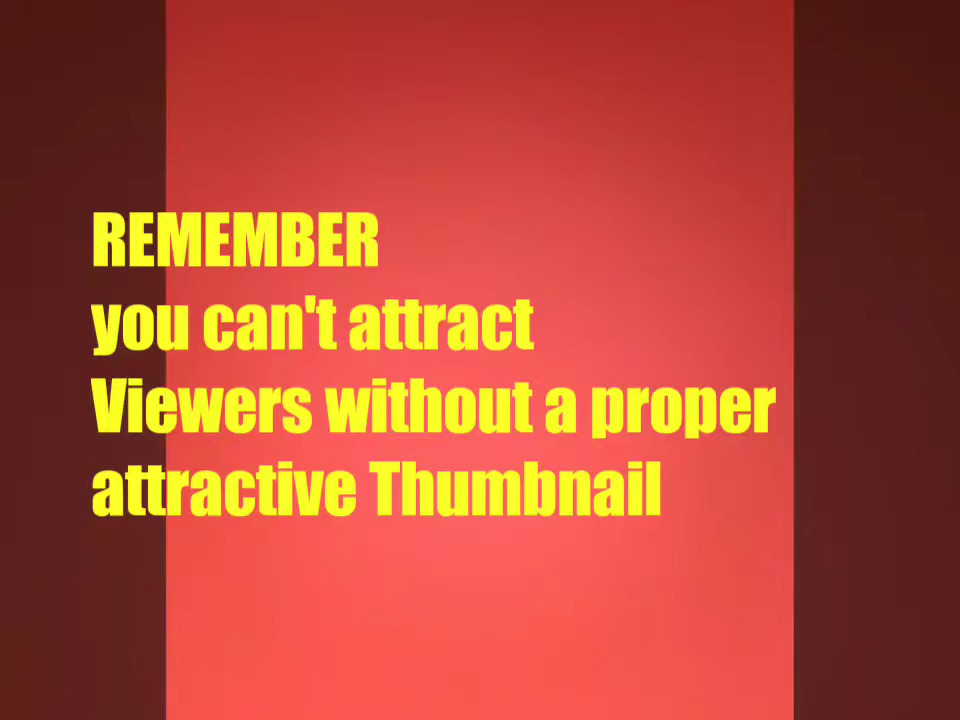 REMEMBER
you can't attract
Viewers without a proper
attractive Thumbnail